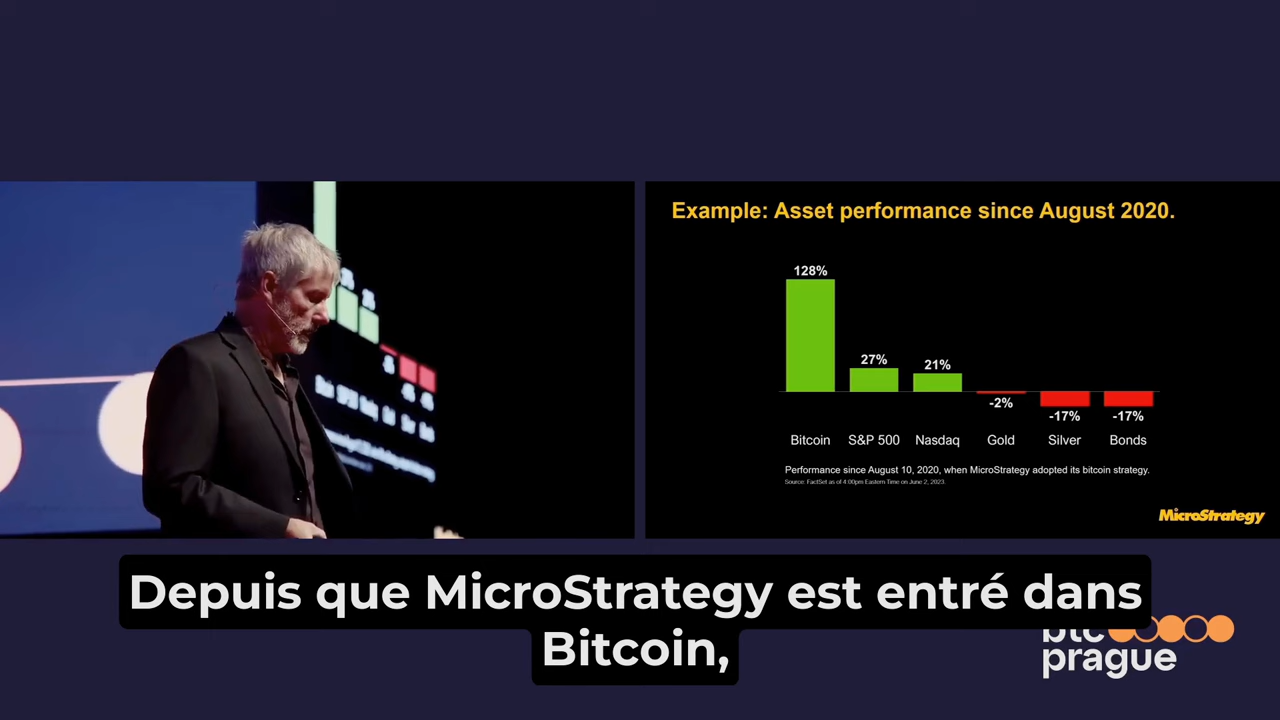 Example: Asset performance since August 2020.
128%
27%
21%
-2%
-17%
-17%
Bitcoin
S&P 500
Nasdaq
Gold
Silver
Bonds
Performance since August 10, 2020, when MicroStrategy adopted its bitcoin strategy.
Source: FactSet as of 4:00pm Eastern Time on June 2, 2023.
MicroStrategy
Depuis que MicroStrategy est entré dans
Bitcoin,
btc
prague